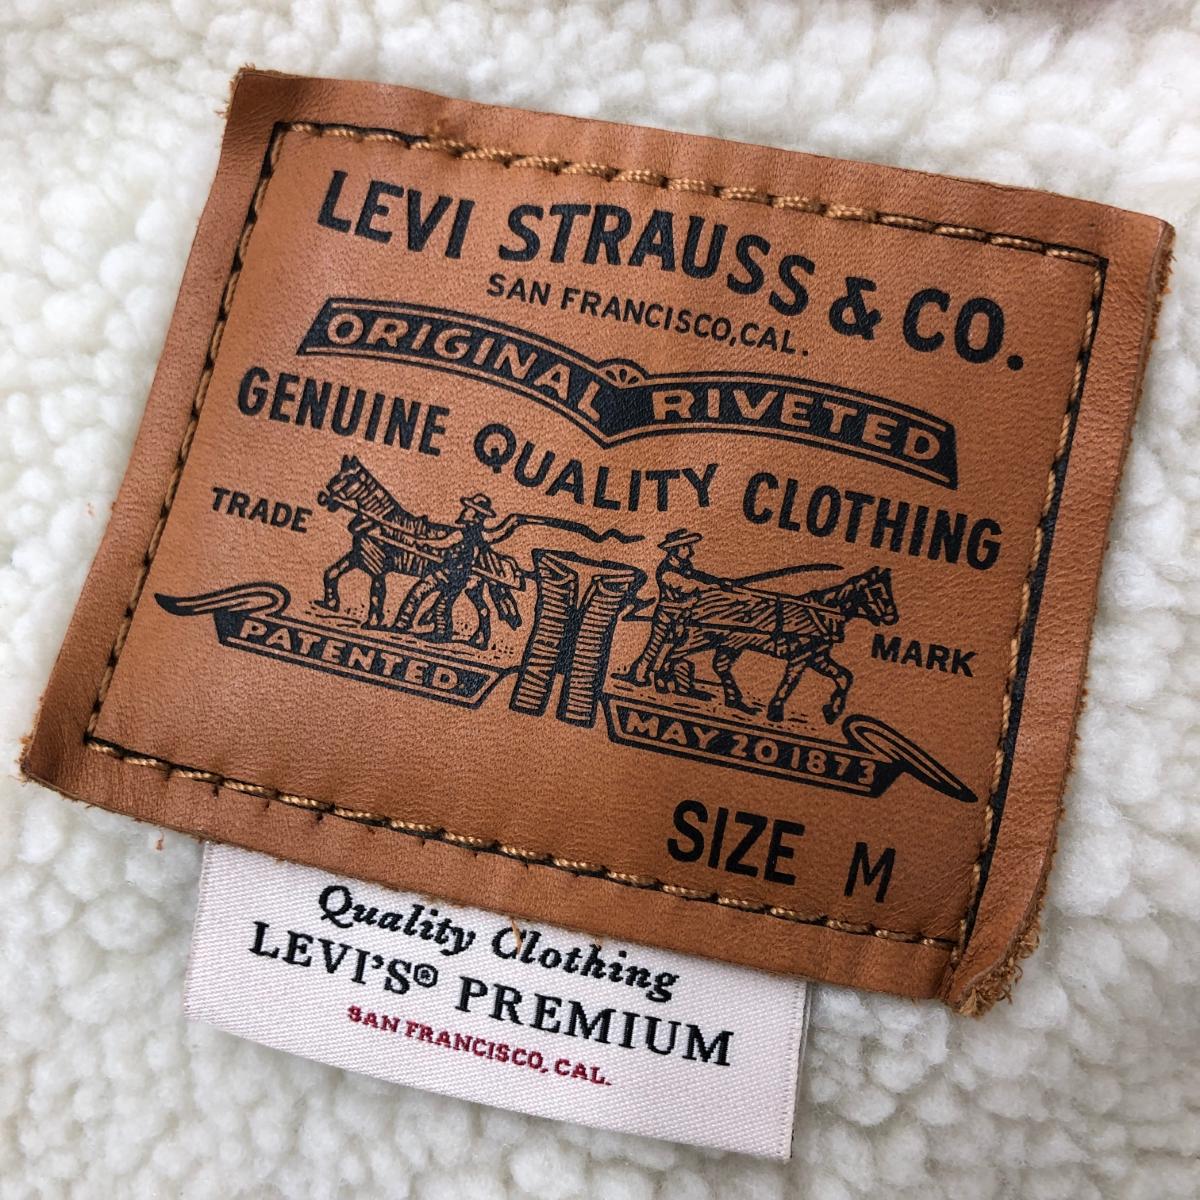 LEVI STRAUSS & CO.
SAN FRANCISCO, CAL.
ORIGINAL RIVETED
GENUINE QUALITY CLOTHING
TRADE MARK
PATENTED MAY 20 1873
SIZE M
Quality Clothing
LEVI'S® PREMIUM
SAN FRANCISCO, CAL.